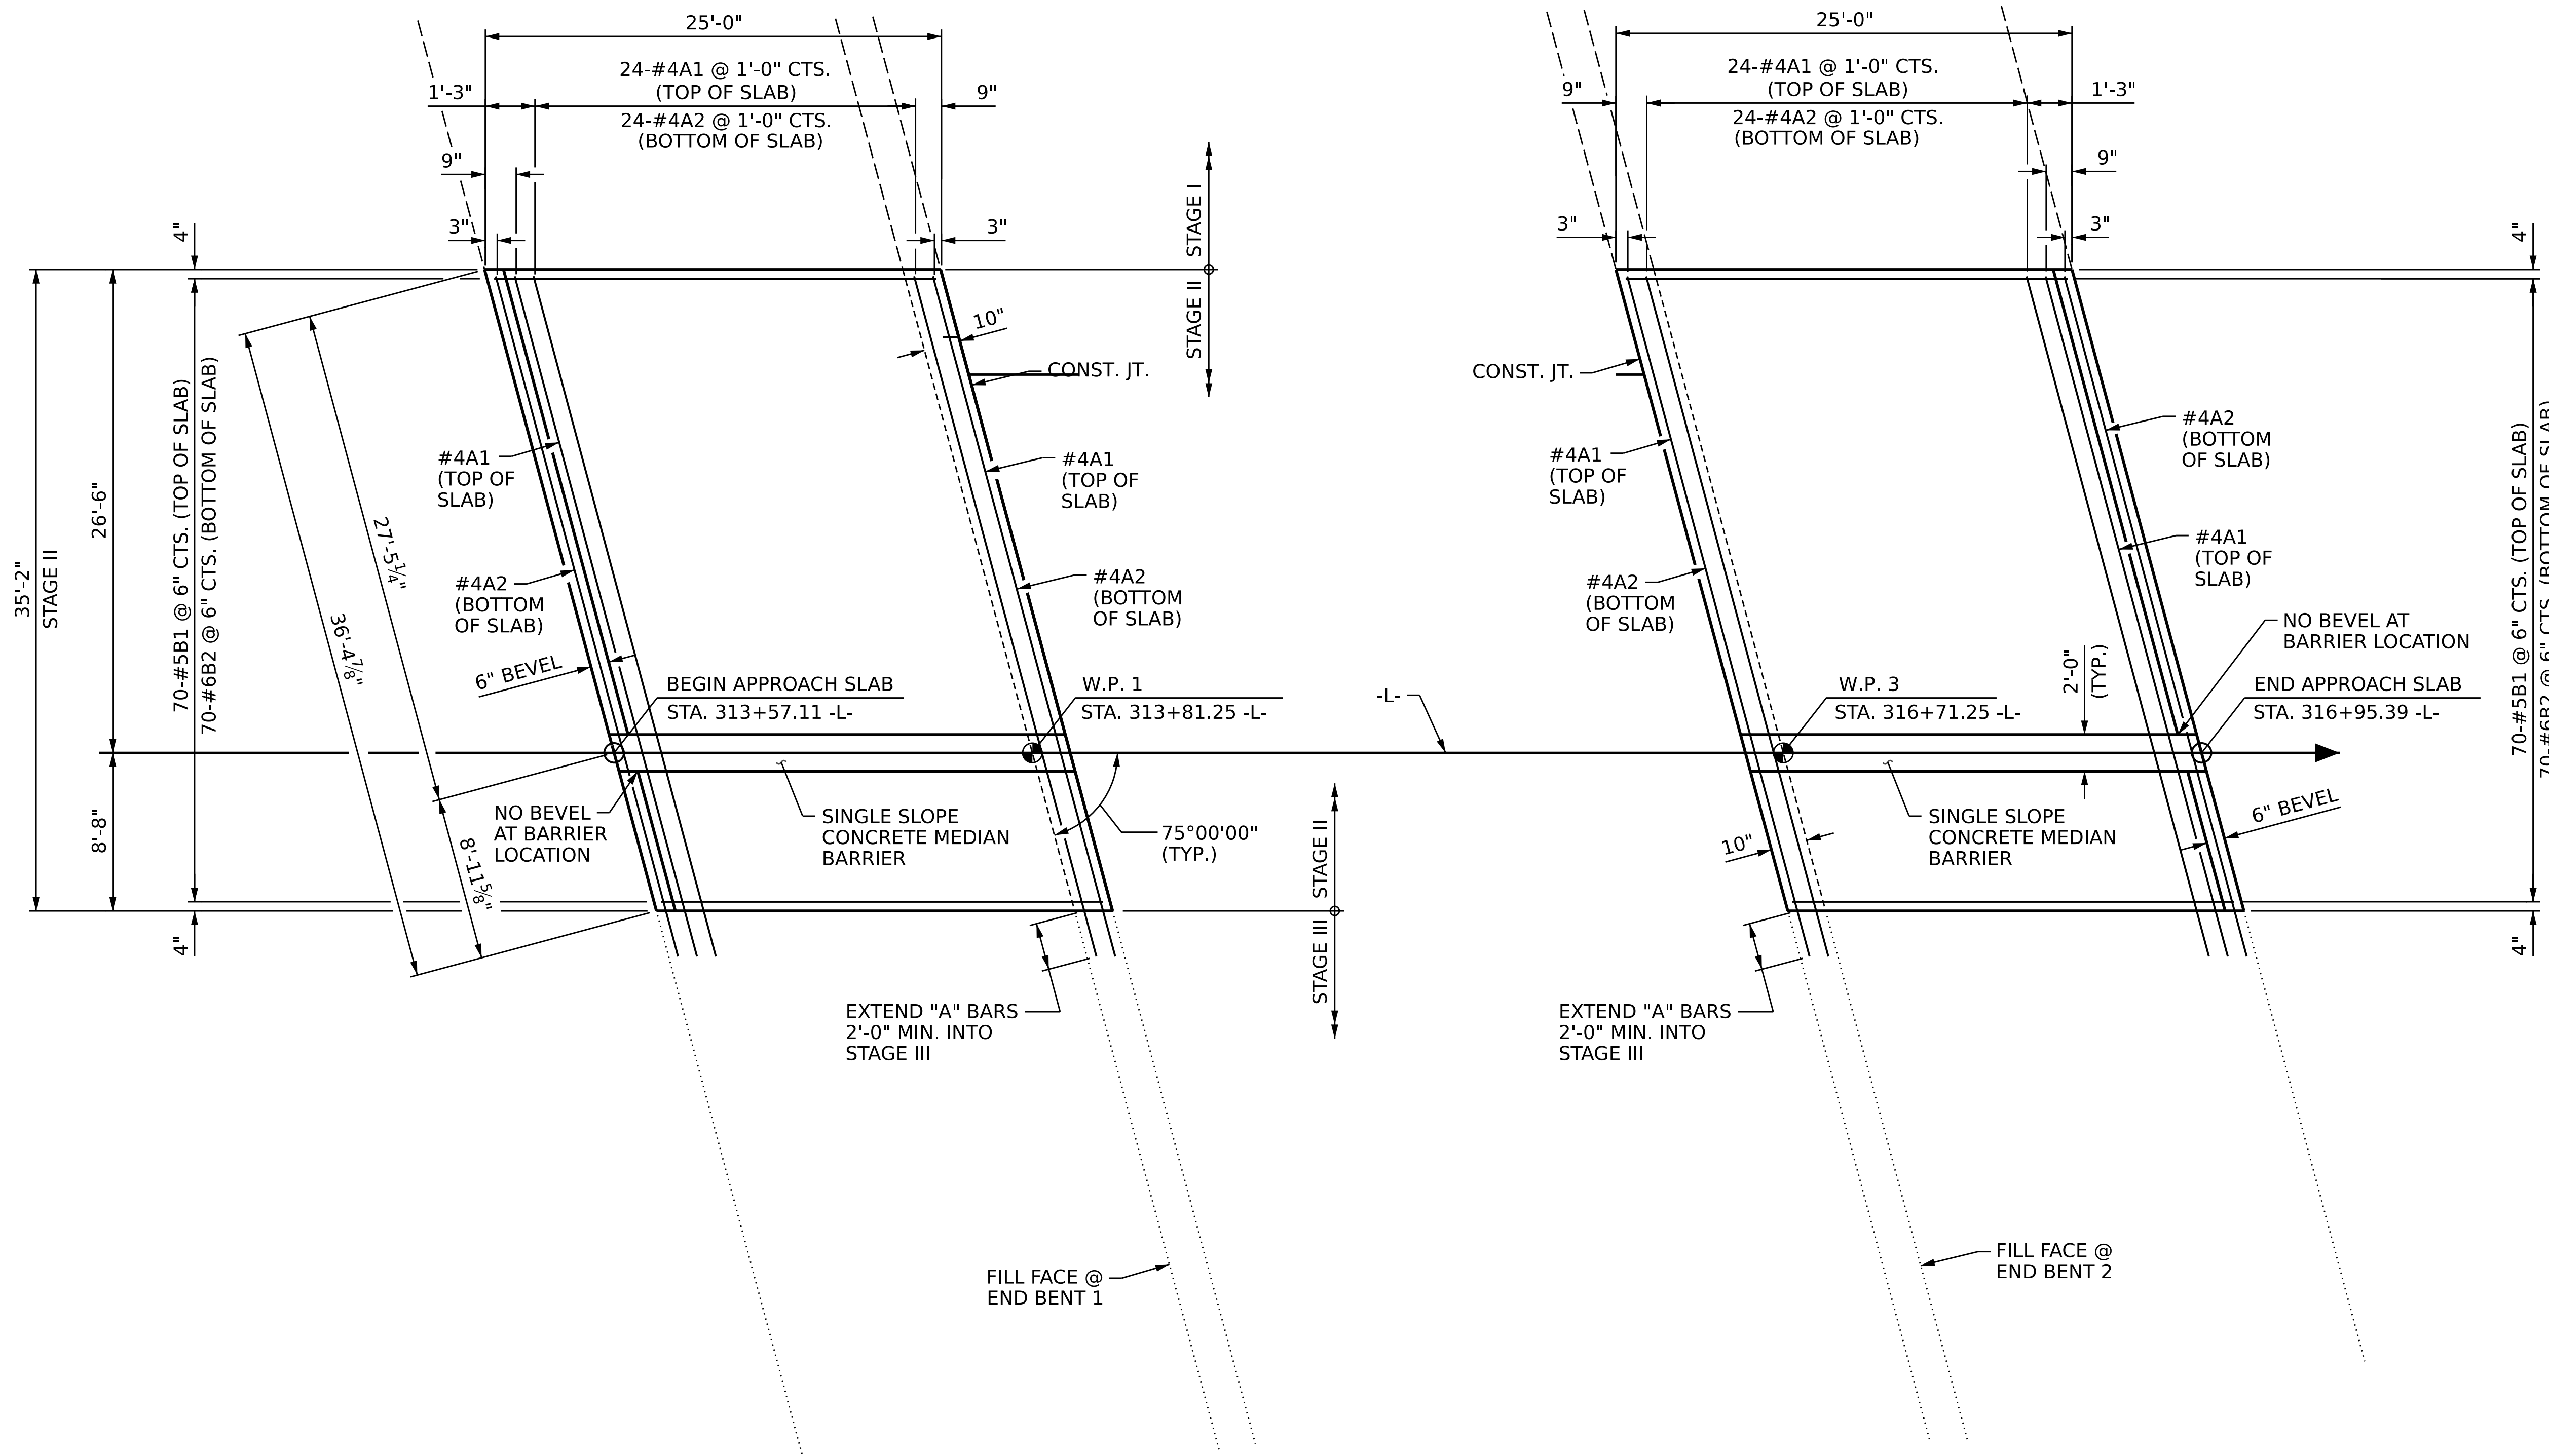 25'-0"
24-#4A1 @ 1'-0" CTS.
(TOP OF SLAB)
24-#4A2 @ 1'-0" CTS.
(BOTTOM OF SLAB)
1'-3"
9"
9"
3"
3"
4"
STAGE I
STAGE II
10"
CONST. JT.
35'-2"
STAGE II
26'-6"
8'-8"
70-#5B1 @ 6" CTS. (TOP OF SLAB)
70-#6B2 @ 6" CTS. (BOTTOM OF SLAB)
4"
27'-5¼"
36'-4⅞"
8'-11⅝"
#4A1
(TOP OF
SLAB)
#4A2
(BOTTOM
OF SLAB)
6" BEVEL
#4A1
(TOP OF
SLAB)
#4A2
(BOTTOM
OF SLAB)
BEGIN APPROACH SLAB
STA. 313+57.11 -L-
W.P. 1
STA. 313+81.25 -L-
NO BEVEL
AT BARRIER
LOCATION
SINGLE SLOPE
CONCRETE MEDIAN
BARRIER
75°00'00"
(TYP.)
STAGE II
STAGE III
EXTEND "A" BARS
2'-0" MIN. INTO
STAGE III
FILL FACE @
END BENT 1
-L-
25'-0"
24-#4A1 @ 1'-0" CTS.
(TOP OF SLAB)
24-#4A2 @ 1'-0" CTS.
(BOTTOM OF SLAB)
9"
1'-3"
9"
3"
3"
4"
CONST. JT.
#4A1
(TOP OF
SLAB)
#4A2
(BOTTOM
OF SLAB)
#4A2
(BOTTOM
OF SLAB)
#4A1
(TOP OF
SLAB)
NO BEVEL AT
BARRIER LOCATION
2'-0"
(TYP.)
W.P. 3
STA. 316+71.25 -L-
END APPROACH SLAB
STA. 316+95.39 -L-
6" BEVEL
10"
SINGLE SLOPE
CONCRETE MEDIAN
BARRIER
70-#5B1 @ 6" CTS. (TOP OF SLAB)
70-#6B2 @ 6" CTS. (BOTTOM OF SLAB)
4"
EXTEND "A" BARS
2'-0" MIN. INTO
STAGE III
FILL FACE @
END BENT 2